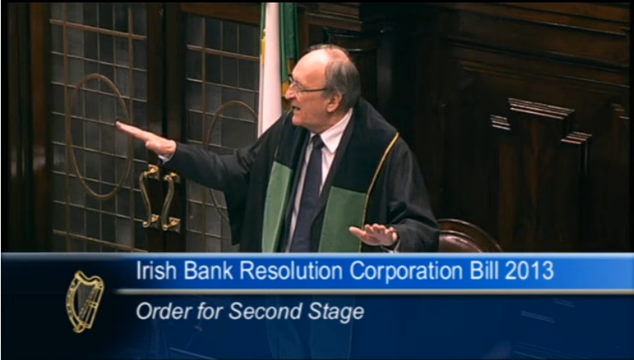 Irish Bank Resolution Corporation Bill 2013
Order for Second Stage